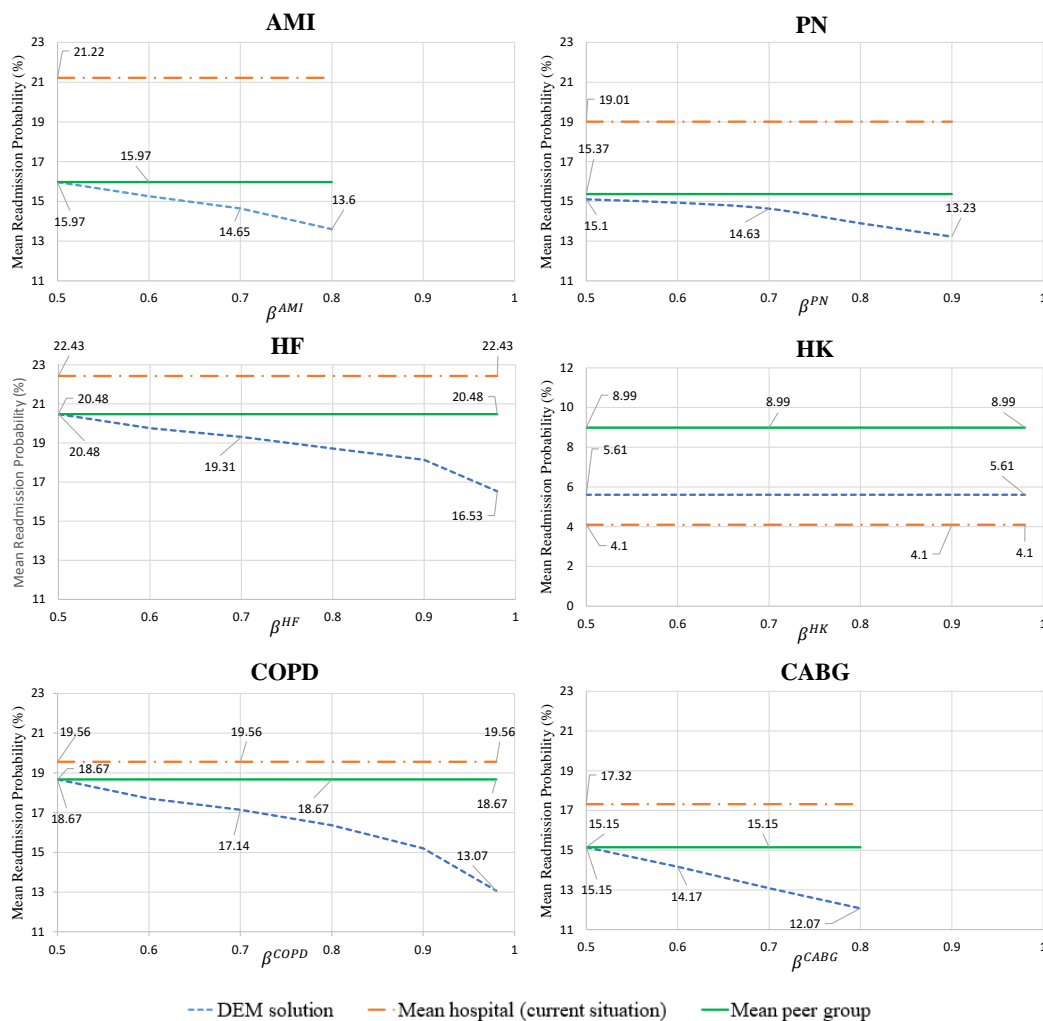 AMI
Mean Readmission Probability (%)
23
21
19
17
15
13
11
21.22
15.97
15.97
14.65
13.6
0.5 0.6 0.7 0.8 0.9 1
β^AMI
PN
Mean Readmission Probability (%)
23
21
19
17
15
13
11
19.01
15.37
15.1
14.63
13.23
0.5 0.6 0.7 0.8 0.9 1
β^PN
HF
Mean Readmission Probability (%)
23
21
19
17
15
13
11
22.43 22.43
20.48 20.48
20.48
19.31
16.53
0.5 0.6 0.7 0.8 0.9 1
β^HF
HK
Mean Readmission Probability (%)
12
10
8
6
4
2
0
8.99 8.99 8.99
5.61 5.61
4.1 4.1 4.1
0.5 0.6 0.7 0.8 0.9 1
β^HK
COPD
Mean Readmission Probability (%)
23
21
19
17
15
13
11
19.56 19.56 19.56
18.67
18.67 18.67 18.67
17.14
13.07
0.5 0.6 0.7 0.8 0.9 1
β^COPD
CABG
Mean Readmission Probability (%)
23
21
19
17
15
13
11
17.32
15.15 15.15
15.15
14.17
12.07
0.5 0.6 0.7 0.8 0.9 1
β^CABG
DEM solution Mean hospital (current situation) Mean peer group